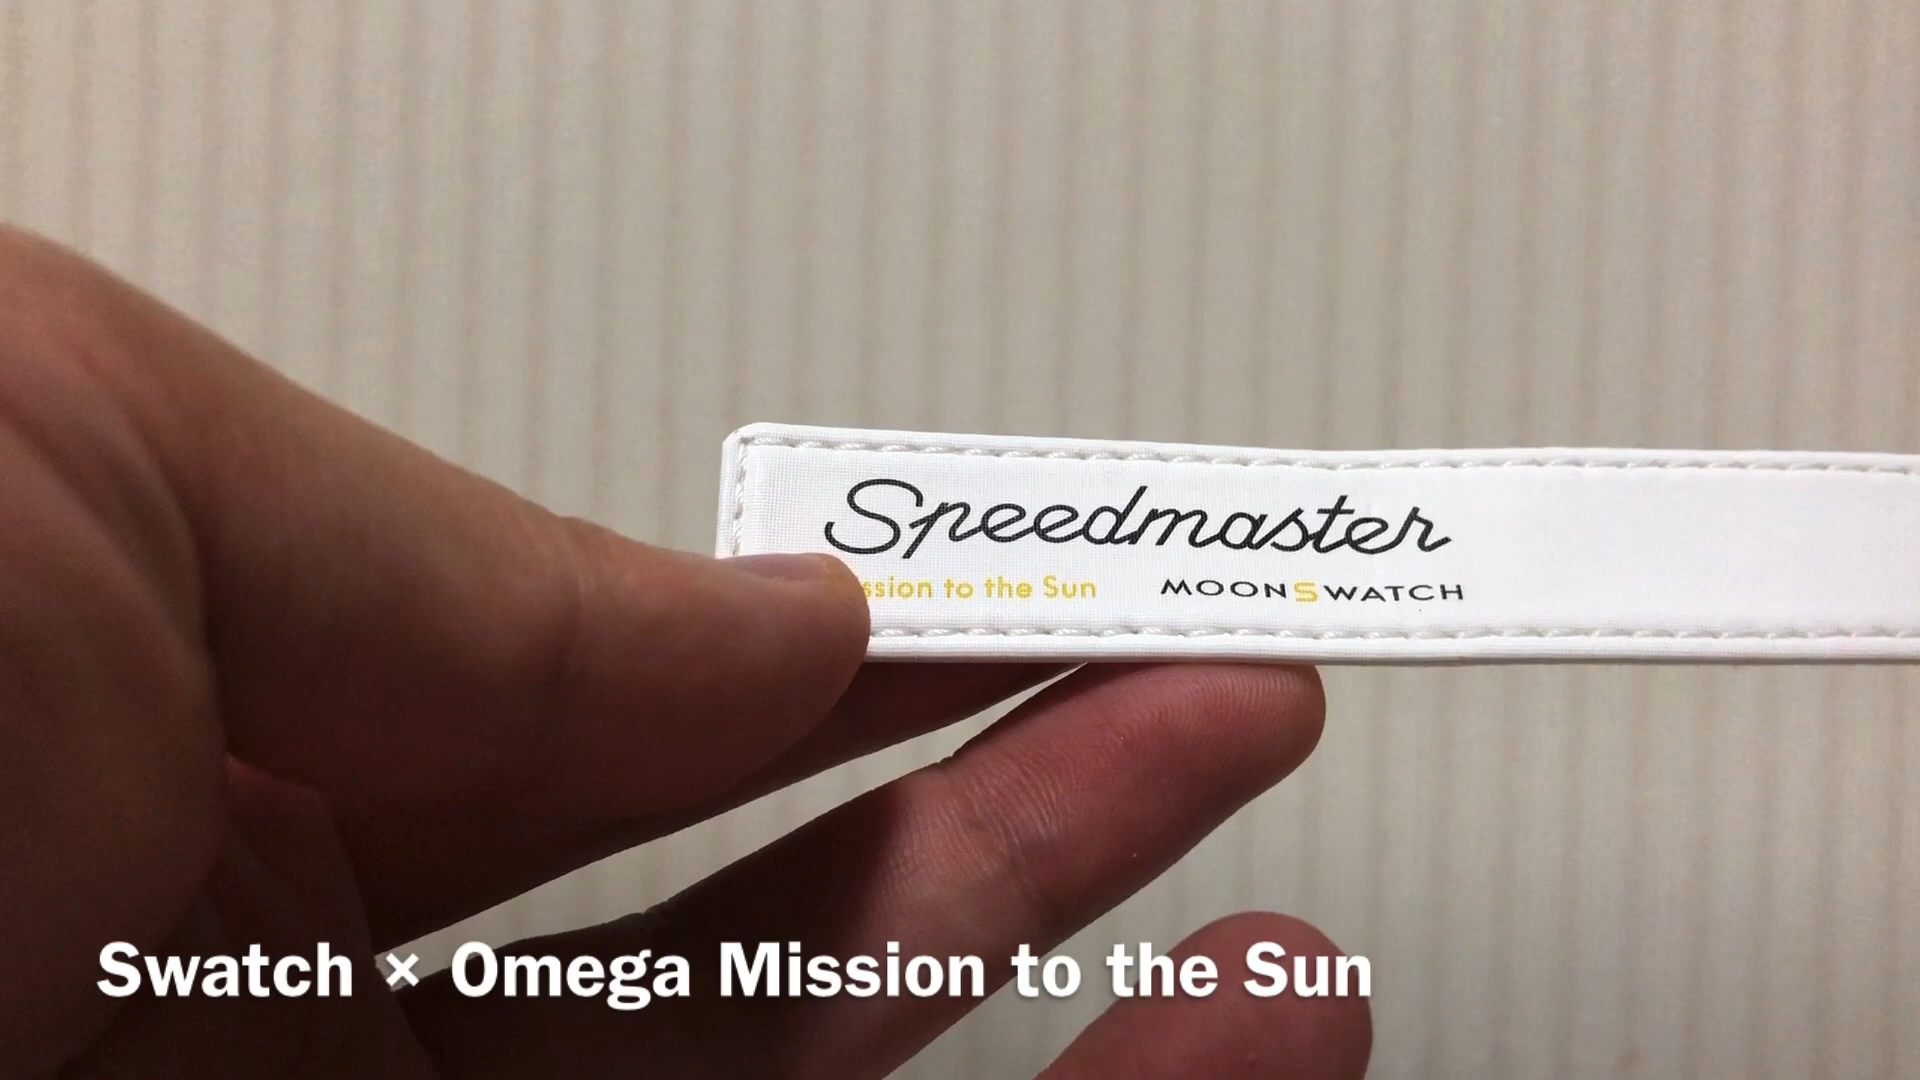 Speedmaster
ssion to the Sun MOONSWATCH
Swatch × Omega Mission to the Sun